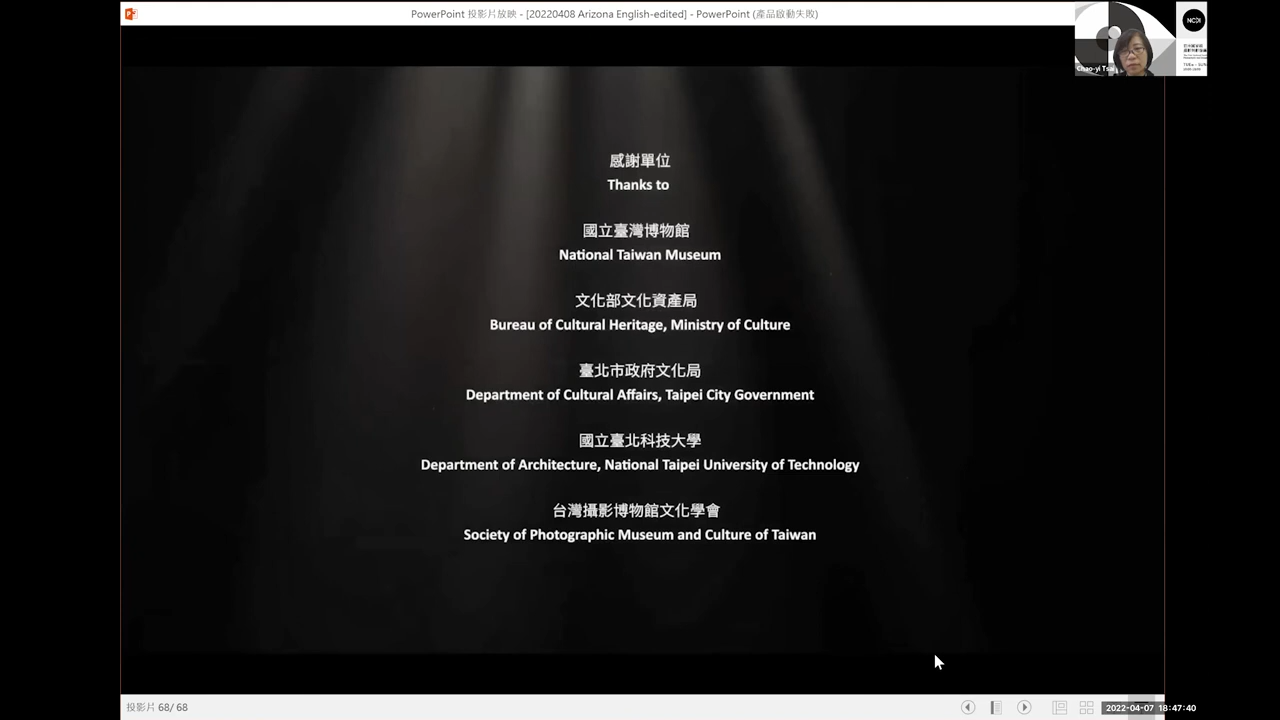 PowerPoint 投影片放映 - [20220408 Arizona English-edited] - PowerPoint (產品啟動失敗)
NCDI
Chao-yi Tsai
感謝單位
Thanks to
國立臺灣博物館
National Taiwan Museum
文化部文化資產局
Bureau of Cultural Heritage, Ministry of Culture
臺北市政府文化局
Department of Cultural Affairs, Taipei City Government
國立臺北科技大學
Department of Architecture, National Taipei University of Technology
台灣攝影博物館文化學會
Society of Photographic Museum and Culture of Taiwan
投影片 68/ 68
2022-04-07 18:47:40